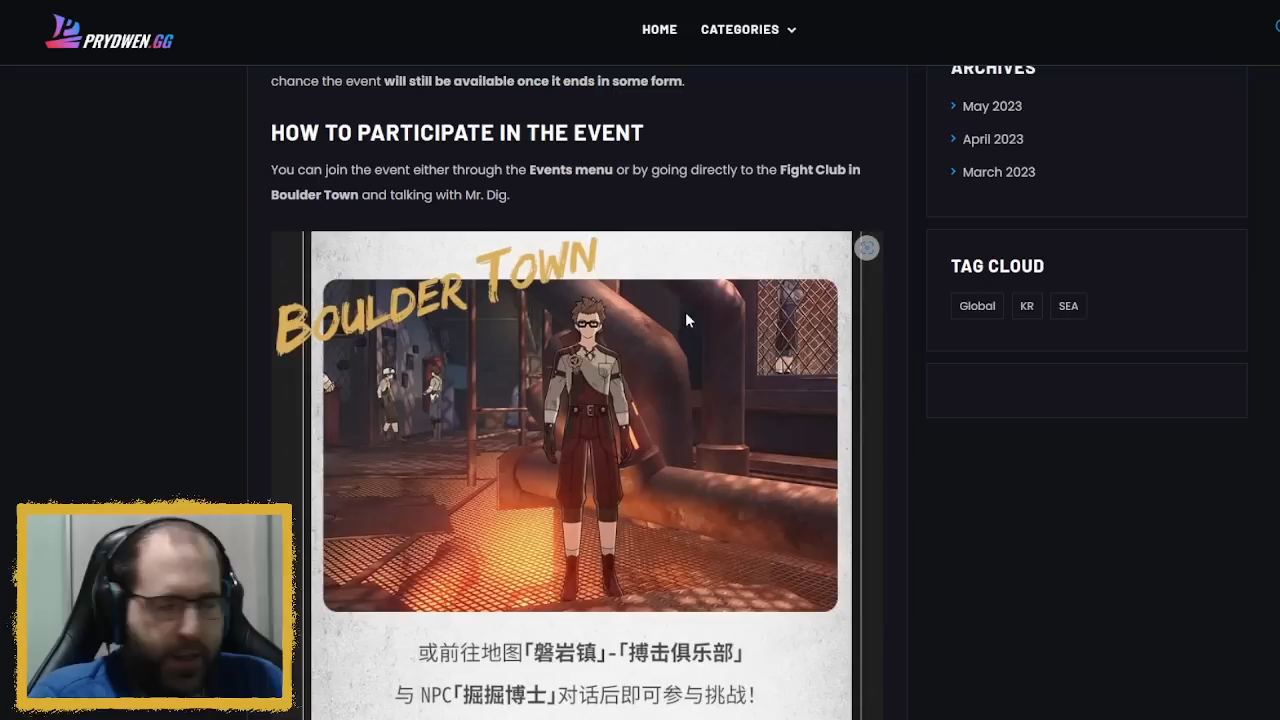 PRYDWEN.GG
HOME
CATEGORIES
chance the event will still be available once it ends in some form.
HOW TO PARTICIPATE IN THE EVENT
You can join the event either through the Events menu or by going directly to the Fight Club in
Boulder Town and talking with Mr. Dig.
BOULDER TOWN
或前往地图「磐岩镇」-「搏击俱乐部」
与 NPC「掘掘博士」对话后即可参与挑战!
ARCHIVES
May 2023
April 2023
March 2023
TAG CLOUD
Global
KR
SEA